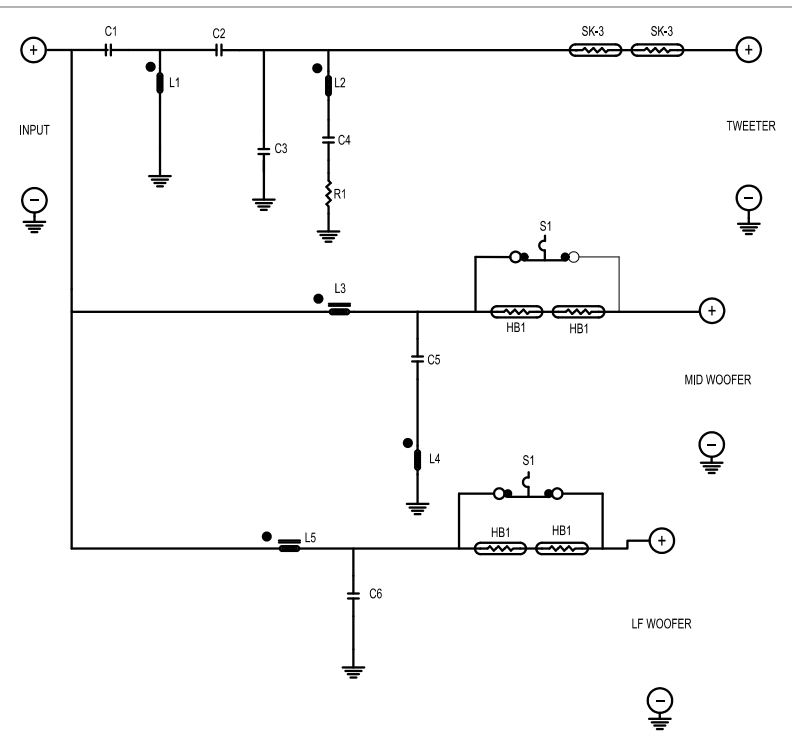 C1
C2
SK-3
SK-3
+
+
L1
L2
INPUT
C3
C4
TWEETER
R1
−
−
S1
L3
+
HB1
HB1
C5
MID WOOFER
−
L4
S1
HB1
HB1
L5
+
C6
LF WOOFER
−